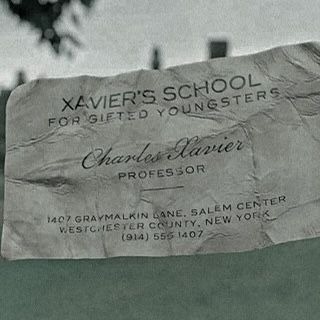 XAVIER'S SCHOOL
FOR GIFTED YOUNGSTERS
Charles Xavier
PROFESSOR
1407 GRAYMALKIN LANE, SALEM CENTER
WESTCHESTER COUNTY, NEW YORK
(914) 555 1407